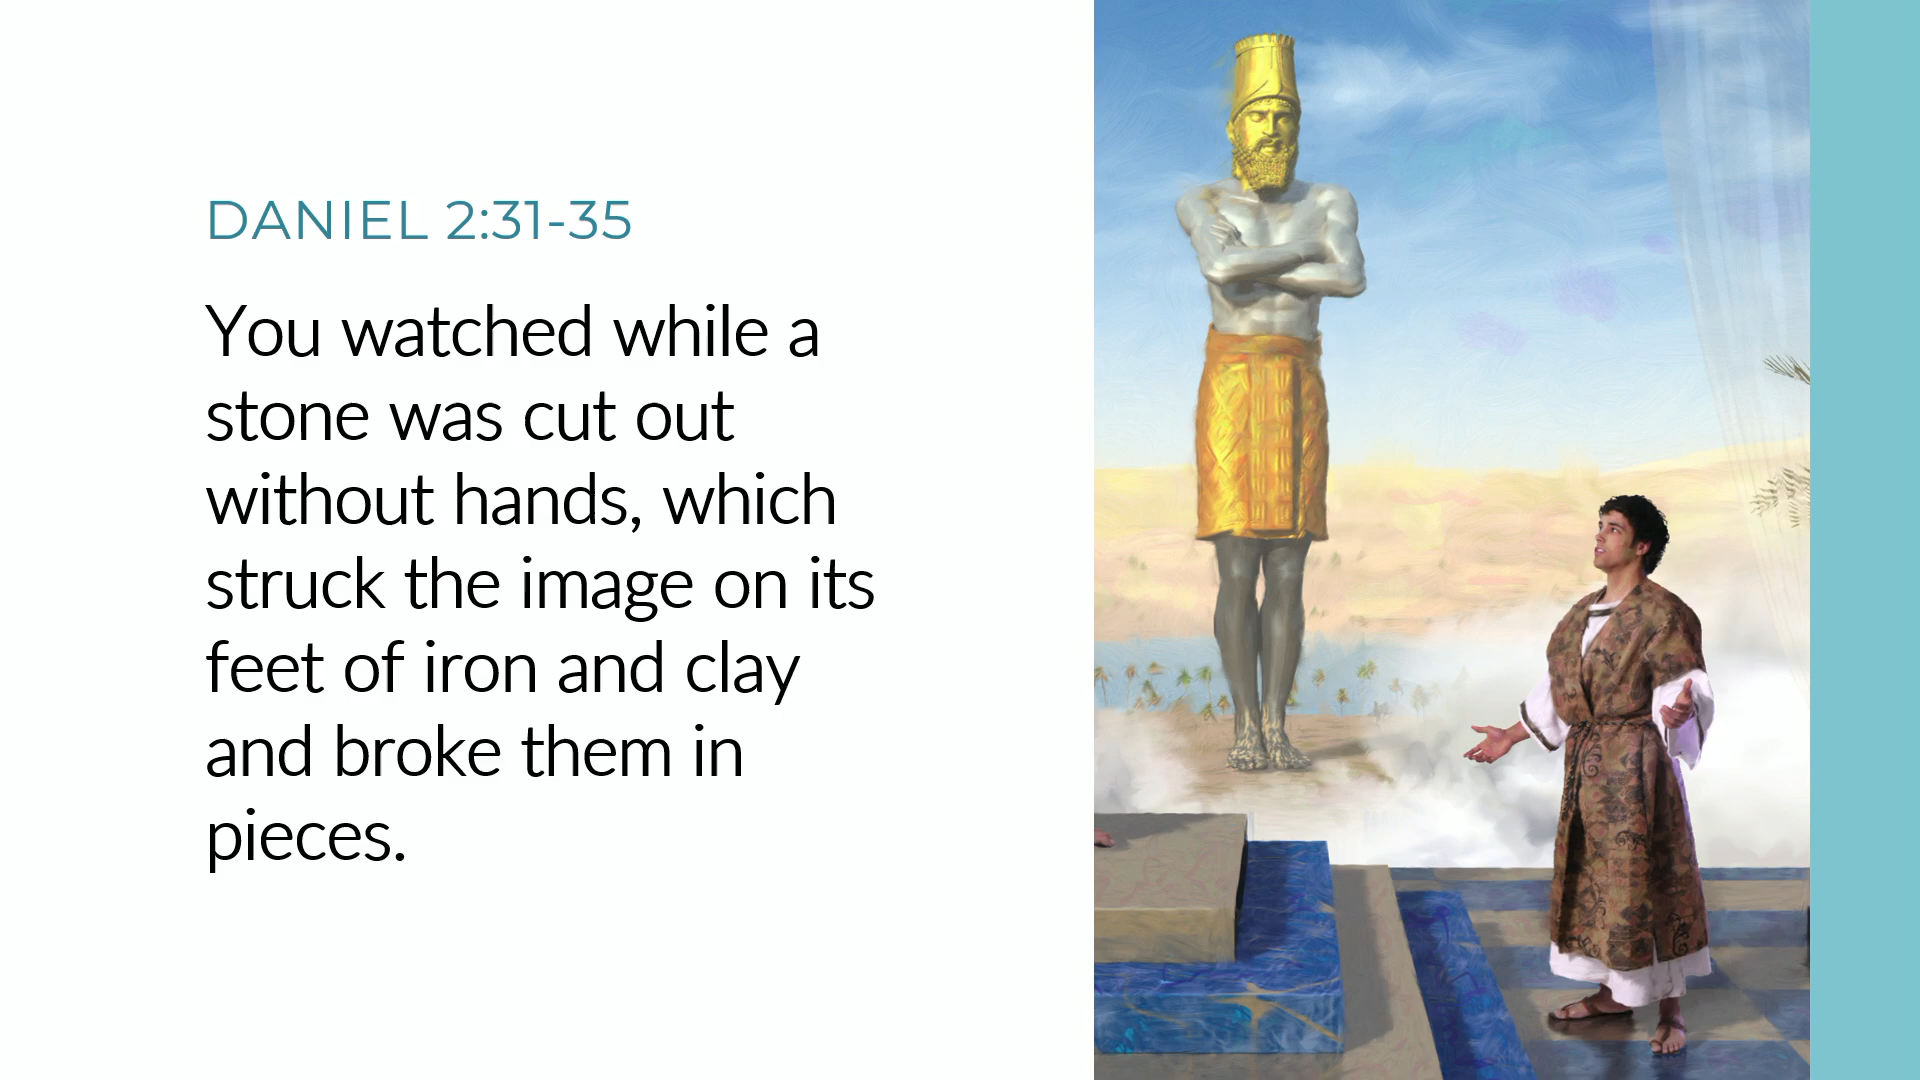 DANIEL 2:31-35
You watched while a
stone was cut out
without hands, which
struck the image on its
feet of iron and clay
and broke them in
pieces.